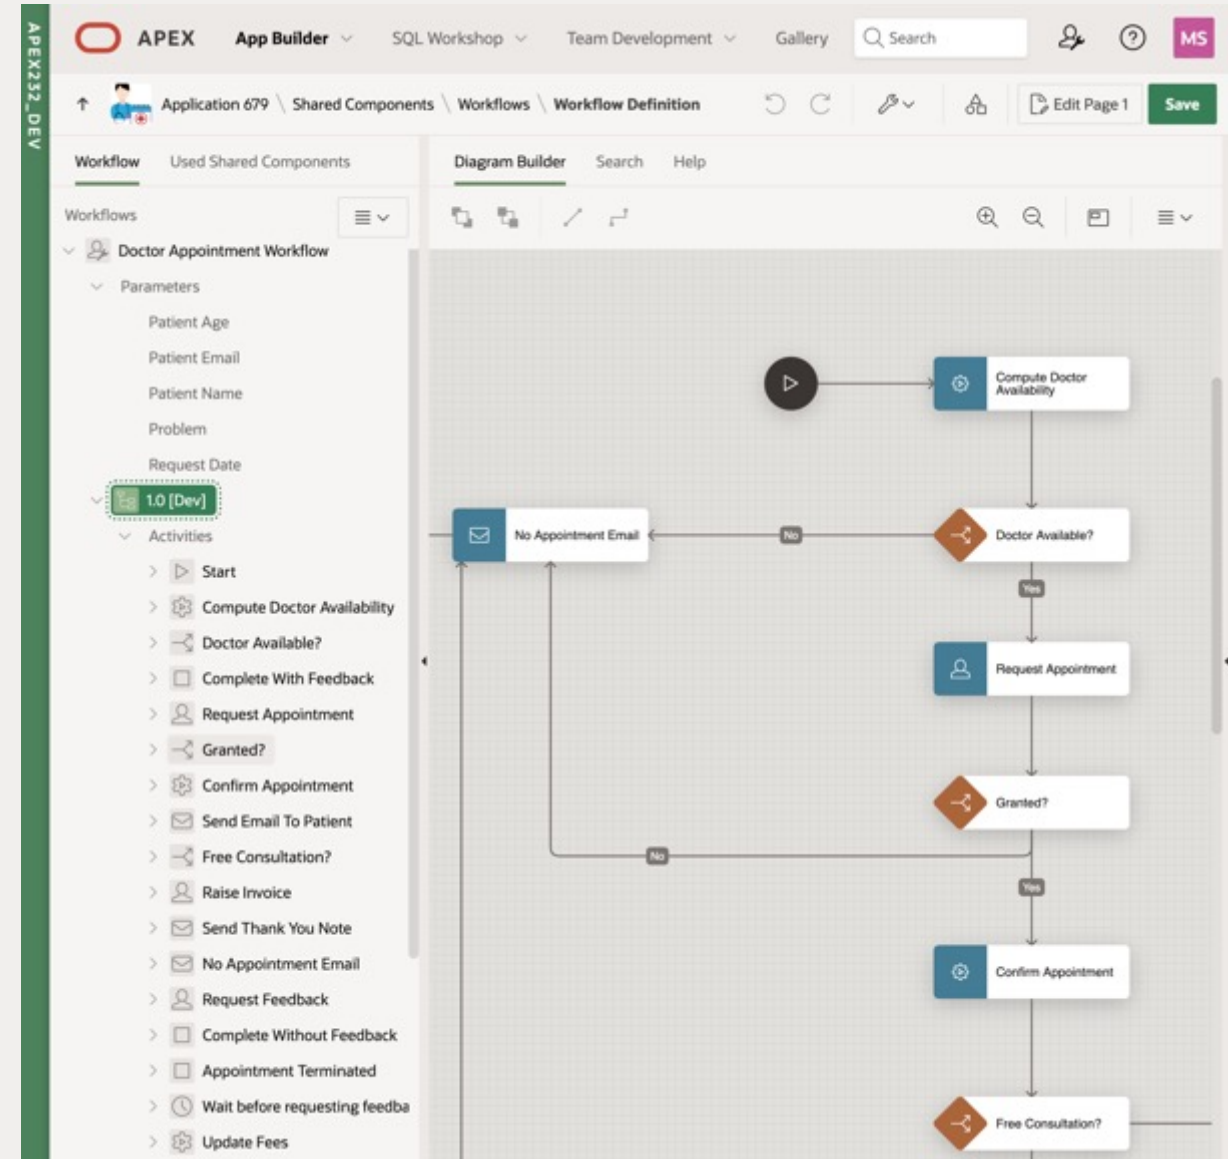 APEX232_DEV
APEX
App Builder
SQL Workshop
Team Development
Gallery
Search
MS
Application 679 \ Shared Components \ Workflows \ Workflow Definition
Edit Page 1
Save
Workflow
Used Shared Components
Diagram Builder
Search
Help
Workflows
Doctor Appointment Workflow
Parameters
Patient Age
Patient Email
Patient Name
Problem
Request Date
1.0 [Dev]
Activities
Start
Compute Doctor Availability
Doctor Available?
Complete With Feedback
Request Appointment
Granted?
Confirm Appointment
Send Email To Patient
Free Consultation?
Raise Invoice
Send Thank You Note
No Appointment Email
Request Feedback
Complete Without Feedback
Appointment Terminated
Wait before requesting feedba
Update Fees
Compute Doctor
Availability
No Appointment Email
No
Doctor Available?
Yes
Request Appointment
Granted?
No
Yes
Confirm Appointment
Free Consultation?